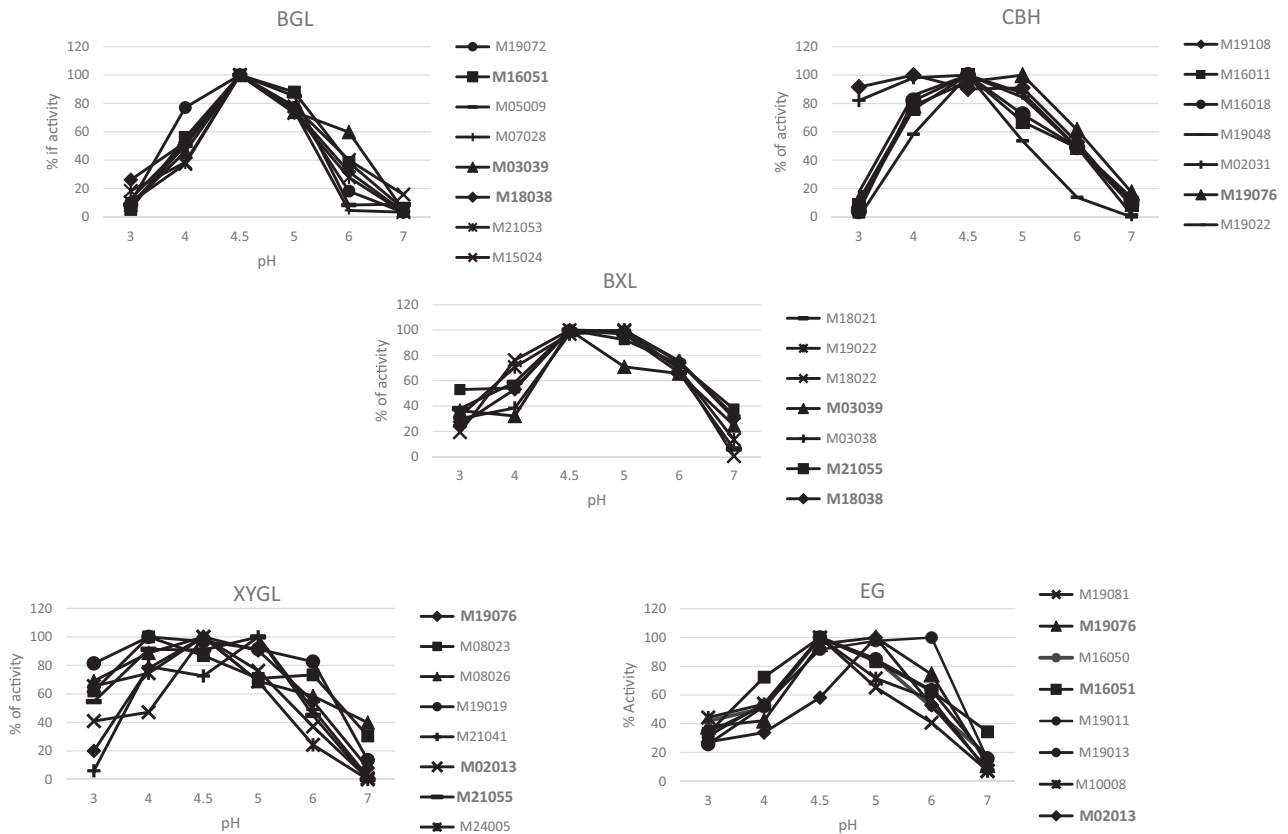 BGL
120
100
80
60
40
20
0
% if activity
3 4 4.5 5 6 7
pH
M19072
M16051
M05009
M07028
M03039
M18038
M21053
M15024
CBH
120
100
80
60
40
20
0
% of activity
3 4 4.5 5 6 7
M19108
M16011
M16018
M19048
M02031
M19076
M19022
BXL
120
100
80
60
40
20
0
% of activity
3 4 4.5 5 6 7
pH
M18021
M19022
M18022
M03039
M03038
M21055
M18038
XYGL
120
100
80
60
40
20
0
% of activity
3 4 4.5 5 6 7
pH
M19076
M08023
M08026
M19019
M21041
M02013
M21055
M24005
EG
120
100
80
60
40
20
0
% Activity
3 4 4.5 5 6 7
pH
M19081
M19076
M16050
M16051
M19011
M19013
M10008
M02013